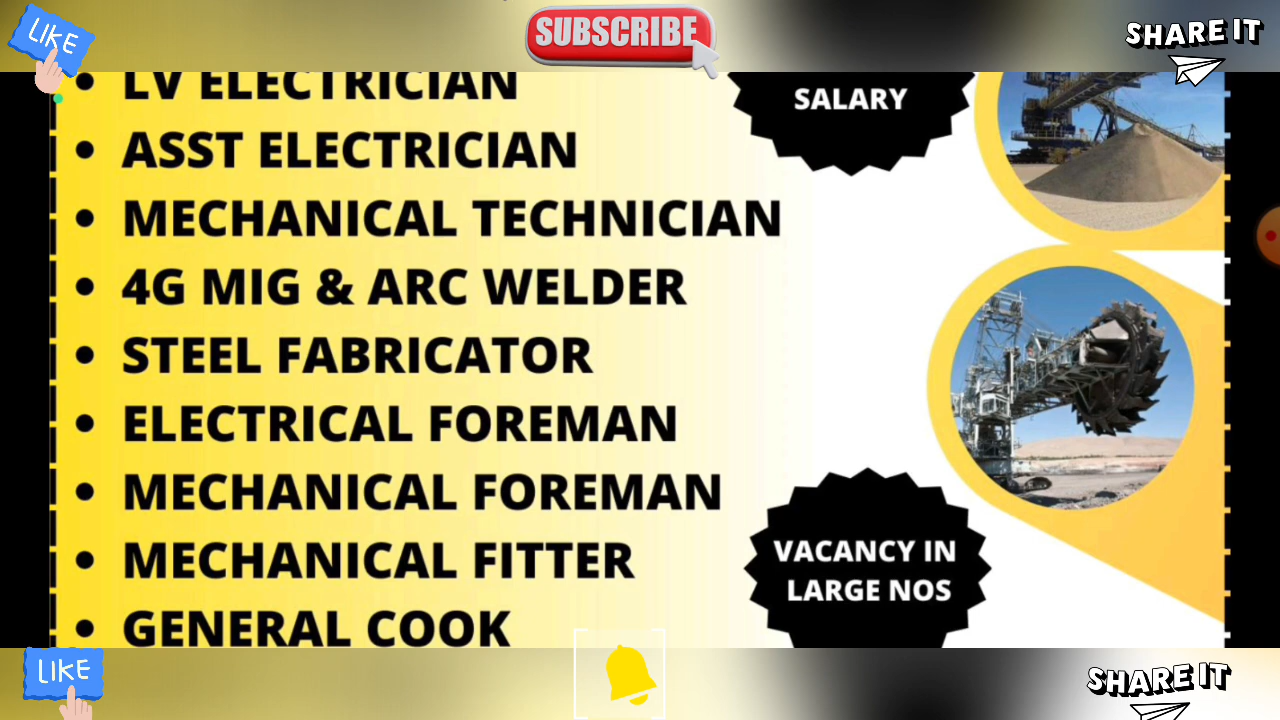 LIKE
SUBSCRIBE
SHARE IT
LV ELECTRICIAN
SALARY
ASST ELECTRICIAN
MECHANICAL TECHNICIAN
4G MIG & ARC WELDER
STEEL FABRICATOR
ELECTRICAL FOREMAN
MECHANICAL FOREMAN
MECHANICAL FITTER
GENERAL COOK
VACANCY IN
LARGE NOS
LIKE
SHARE IT